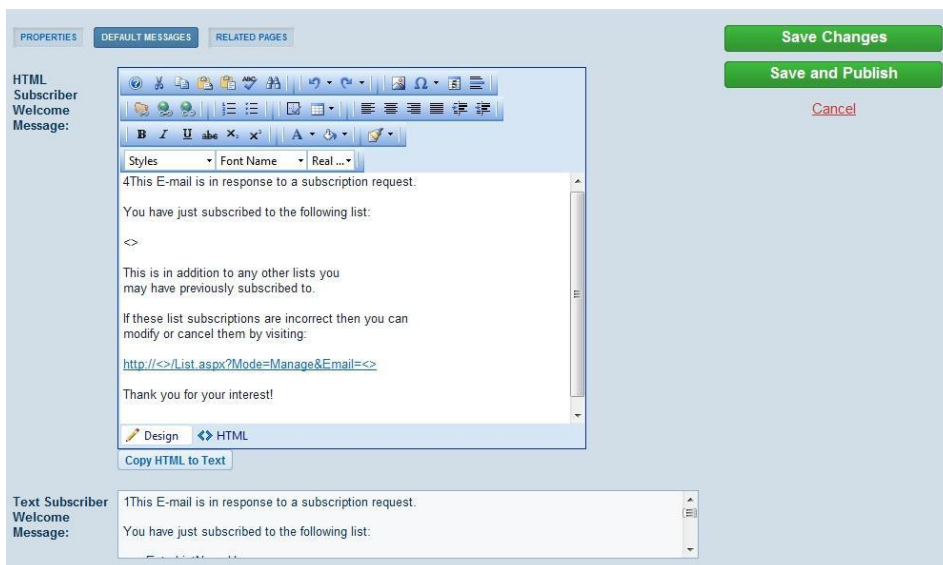 PROPERTIES DEFAULT MESSAGES RELATED PAGES
Save Changes
Save and Publish
Cancel
HTML
Subscriber
Welcome
Message:
ABC
Ω
B I U abc X₂ X² A
Styles Font Name Real ...
4This E-mail is in response to a subscription request.
You have just subscribed to the following list:
<>
This is in addition to any other lists you
may have previously subscribed to.
If these list subscriptions are incorrect then you can
modify or cancel them by visiting:
http://<>/List.aspx?Mode=Manage&Email=<>
Thank you for your interest!
Design <> HTML
Copy HTML to Text
Text Subscriber
Welcome
Message:
1This E-mail is in response to a subscription request.
You have just subscribed to the following list: